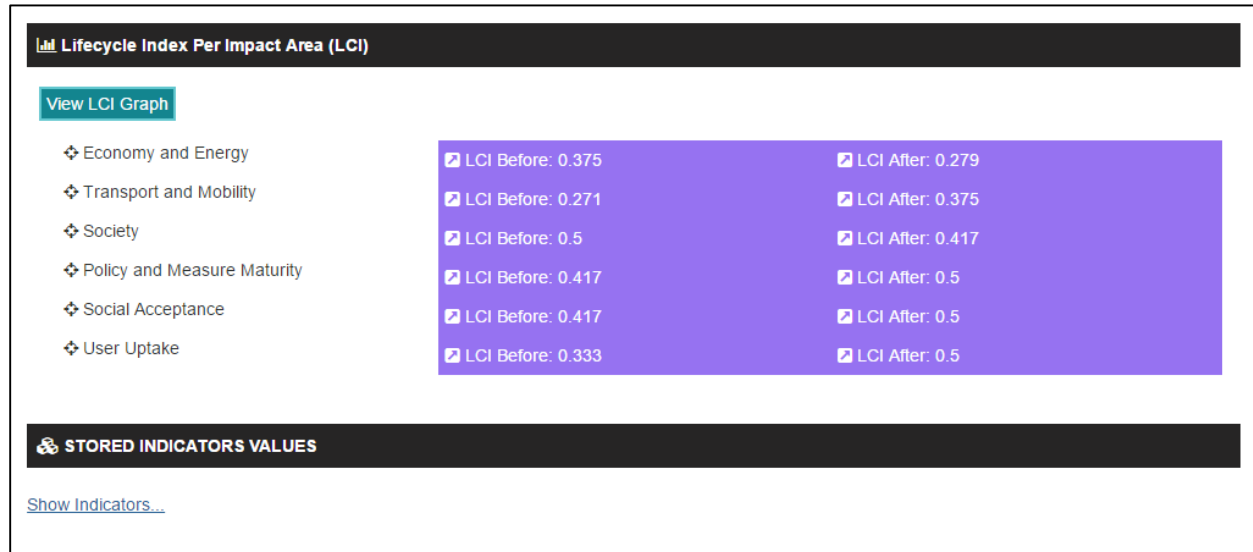 Lifecycle Index Per Impact Area (LCI)
View LCI Graph
Economy and Energy LCI Before: 0.375 LCI After: 0.279
Transport and Mobility LCI Before: 0.271 LCI After: 0.375
Society LCI Before: 0.5 LCI After: 0.417
Policy and Measure Maturity LCI Before: 0.417 LCI After: 0.5
Social Acceptance LCI Before: 0.417 LCI After: 0.5
User Uptake LCI Before: 0.333 LCI After: 0.5
STORED INDICATORS VALUES
Show Indicators...